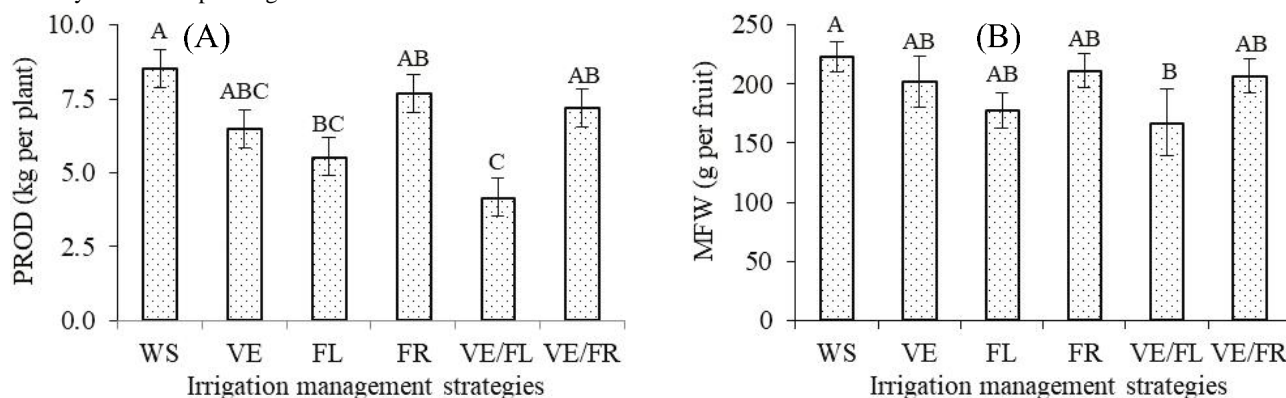 (A)
PROD (kg per plant)
10.0
7.5
5.0
2.5
0.0
A
ABC
BC
AB
C
AB
WS VE FL FR VE/FL VE/FR
Irrigation management strategies
(B)
MFW (g per fruit)
250
200
150
100
50
0
A
AB
AB
AB
B
AB
WS VE FL FR VE/FL VE/FR
Irrigation management strategies